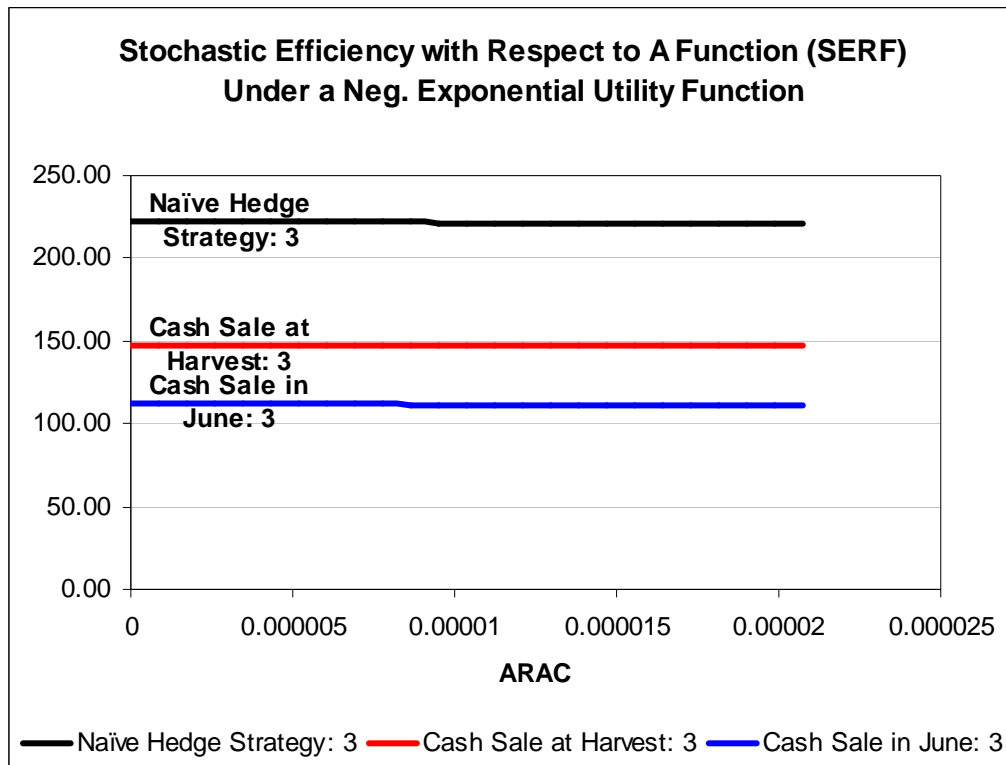 Stochastic Efficiency with Respect to A Function (SERF)
Under a Neg. Exponential Utility Function
250.00
Naïve Hedge
Strategy: 3
200.00
Cash Sale at
150.00
Harvest: 3
Cash Sale in
June: 3
100.00
50.00
0.00
0 0.000005 0.00001 0.000015 0.00002 0.000025
ARAC
Naïve Hedge Strategy: 3 Cash Sale at Harvest: 3 Cash Sale in June: 3